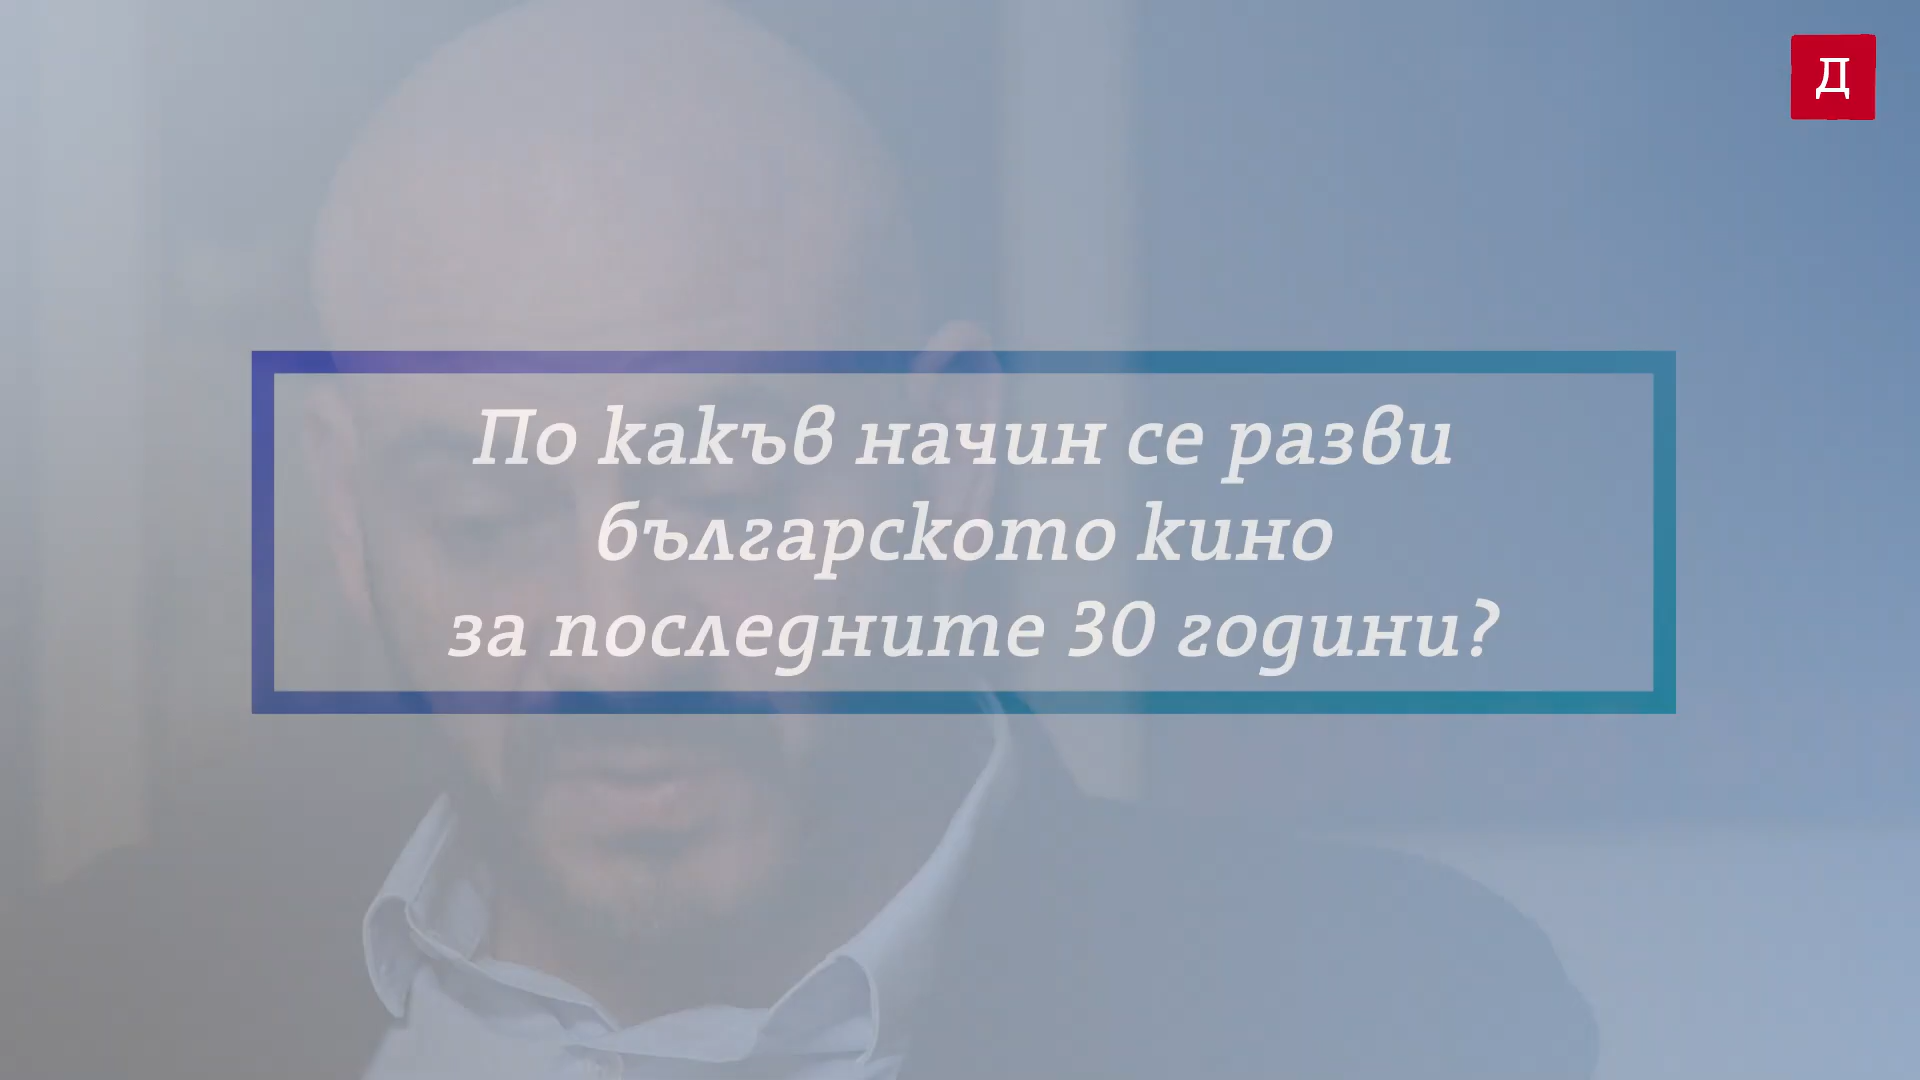 Д
По какъв начин се разви
българското кино
за последните 30 години?